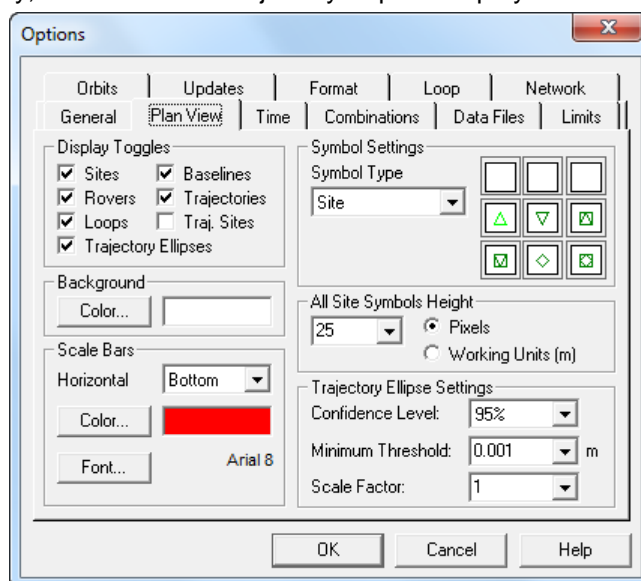 Options
Orbits Updates Format Loop Network
General Plan View Time Combinations Data Files Limits
Display Toggles
Sites Baselines
Rovers Trajectories
Loops Traj. Sites
Trajectory Ellipses
Background
Color...
Scale Bars
Horizontal Bottom
Color...
Font... Arial 8
Symbol Settings
Symbol Type
Site
All Site Symbols Height
25 Pixels
Working Units (m)
Trajectory Ellipse Settings
Confidence Level: 95%
Minimum Threshold: 0.001 m
Scale Factor: 1
OK Cancel Help